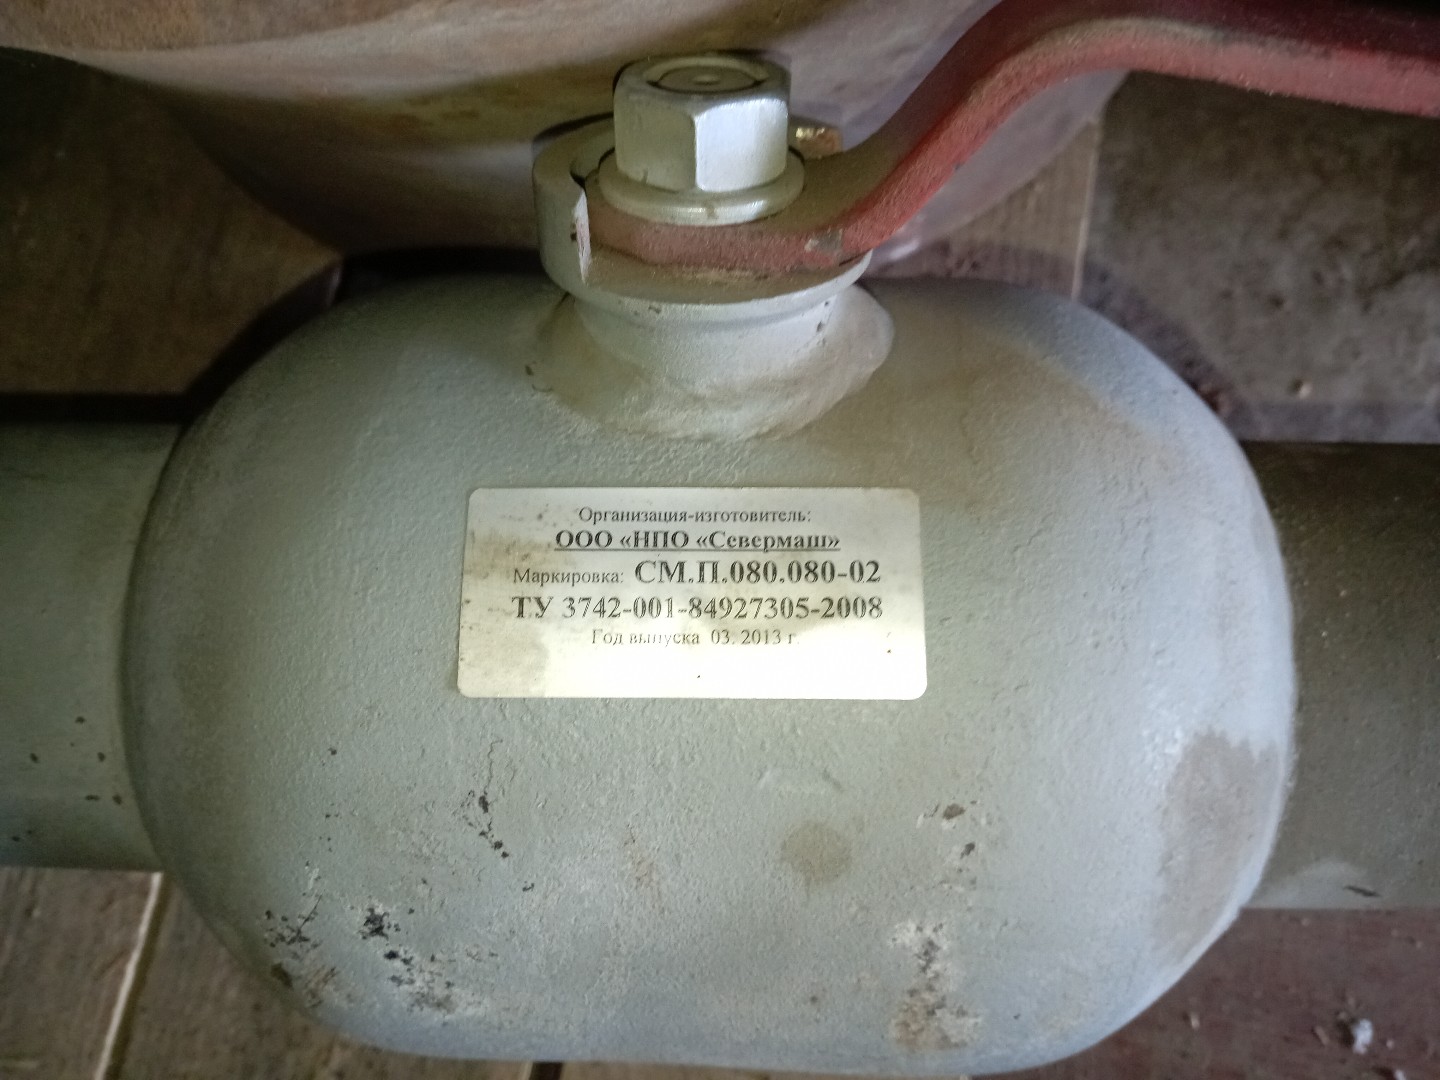 Организация-изготовитель:
ООО «НПО «Севермаш»
Маркировка: СМ.П.080.080-02
ТУ 3742-001-84927305-2008
Год выпуска 03. 2013 г.